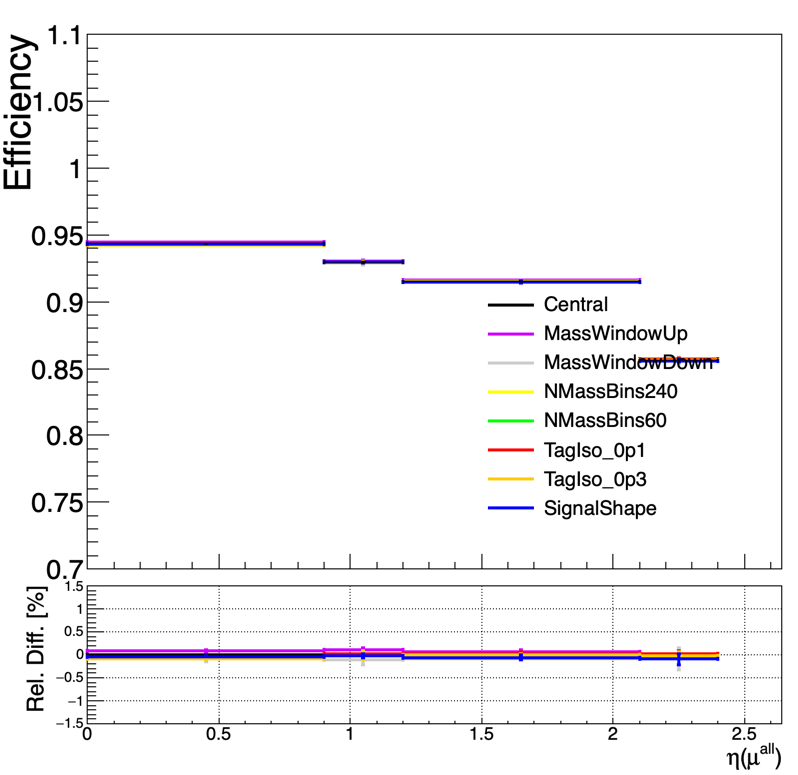 Efficiency
1.1
1.05
1
0.95
0.9
0.85
0.8
0.75
0.7
Central
MassWindowUp
MassWindowDown
NMassBins240
NMassBins60
TagIso_0p1
TagIso_0p3
SignalShape
Rel. Diff. [%]
1.5
1
0.5
0
−0.5
−1
−1.5
0 0.5 1 1.5 2 2.5
η(μ^all)